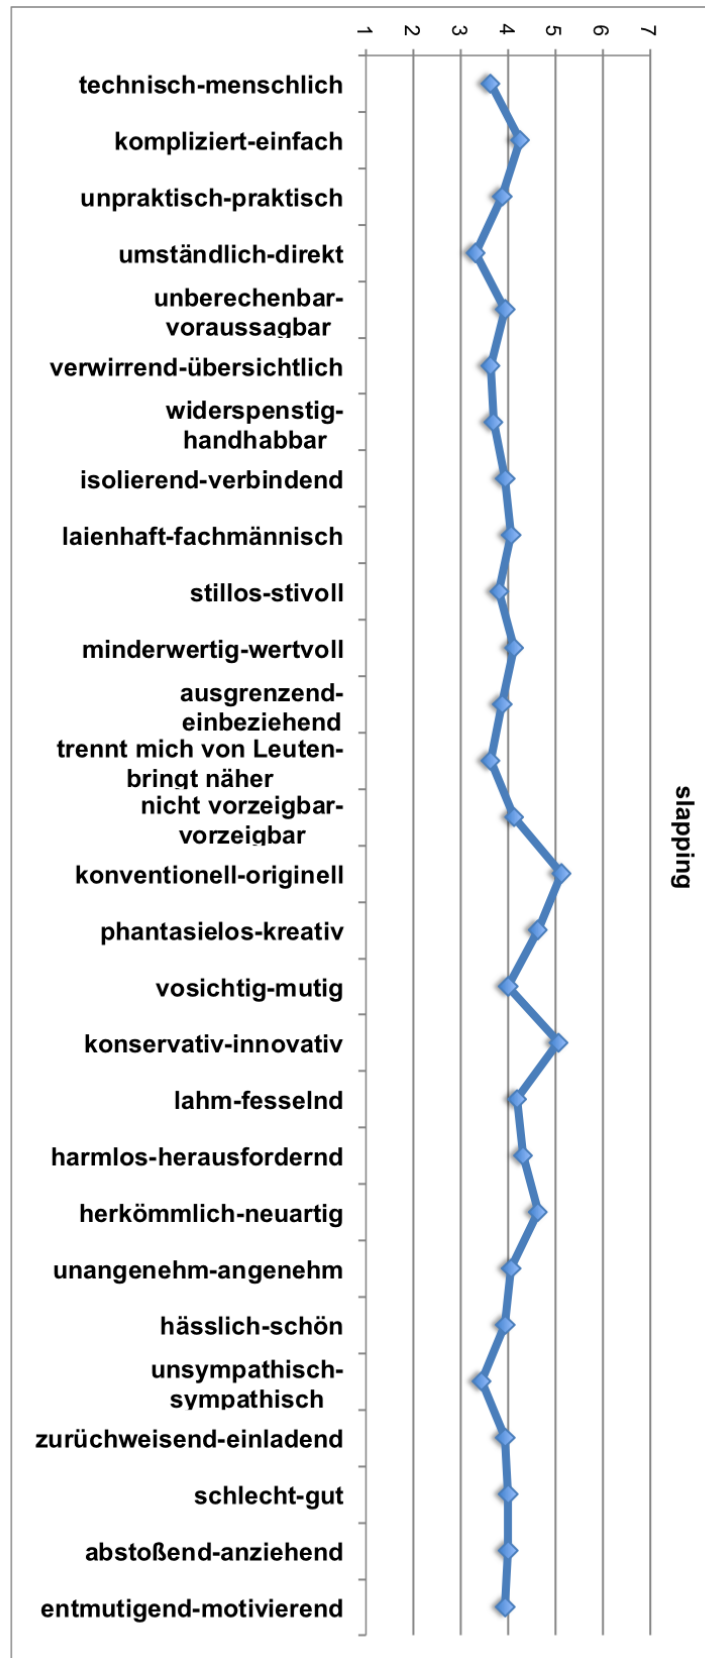 1 2 3 4 5 6 7
technisch-menschlich
kompliziert-einfach
unpraktisch-praktisch
umständlich-direkt
unberechenbar-
voraussagbar
verwirrend-übersichtlich
widerspenstig-
handhabbar
isolierend-verbindend
laienhaft-fachmännisch
stillos-stivoll
minderwertig-wertvoll
ausgrenzend-
einbeziehend
trennt mich von Leuten-
bringt näher
nicht vorzeigbar-
vorzeigbar
konventionell-originell
phantasielos-kreativ
vosichtig-mutig
konservativ-innovativ
lahm-fesselnd
harmlos-herausfordernd
herkömmlich-neuartig
unangenehm-angenehm
hässlich-schön
unsympathisch-
sympathisch
zurüchweisend-einladend
schlecht-gut
abstoßend-anziehend
entmutigend-motivierend
slapping